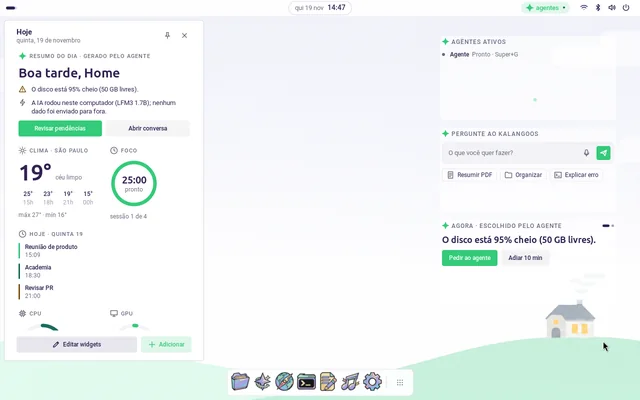 qui 19 nov 14:47
agentes
Hoje
quinta, 19 de novembro
RESUMO DO DIA · GERADO PELO AGENTE
Boa tarde, Home
O disco está 95% cheio (50 GB livres).
A IA rodou neste computador (LFM3 1.7B); nenhum
dado foi enviado para fora.
Revisar pendências
Abrir conversa
CLIMA · SÃO PAULO
19°
céu limpo
25° 23° 19° 15°
15h 18h 21h 00h
máx 27° · mín 16°
FOCO
25:00
pronto
sessão 1 de 4
HOJE · QUINTA 19
Reunião de produto
15:09
Academia
18:30
Revisar PR
21:00
CPU
GPU
Editar widgets
Adicionar
AGENTES ATIVOS
Agente Pronto · Super+G
PERGUNTE AO KALANGOOS
O que você quer fazer?
Resumir PDF
Organizar
Explicar erro
AGORA · ESCOLHIDO PELO AGENTE
O disco está 95% cheio (50 GB livres).
Pedir ao agente
Adiar 10 min